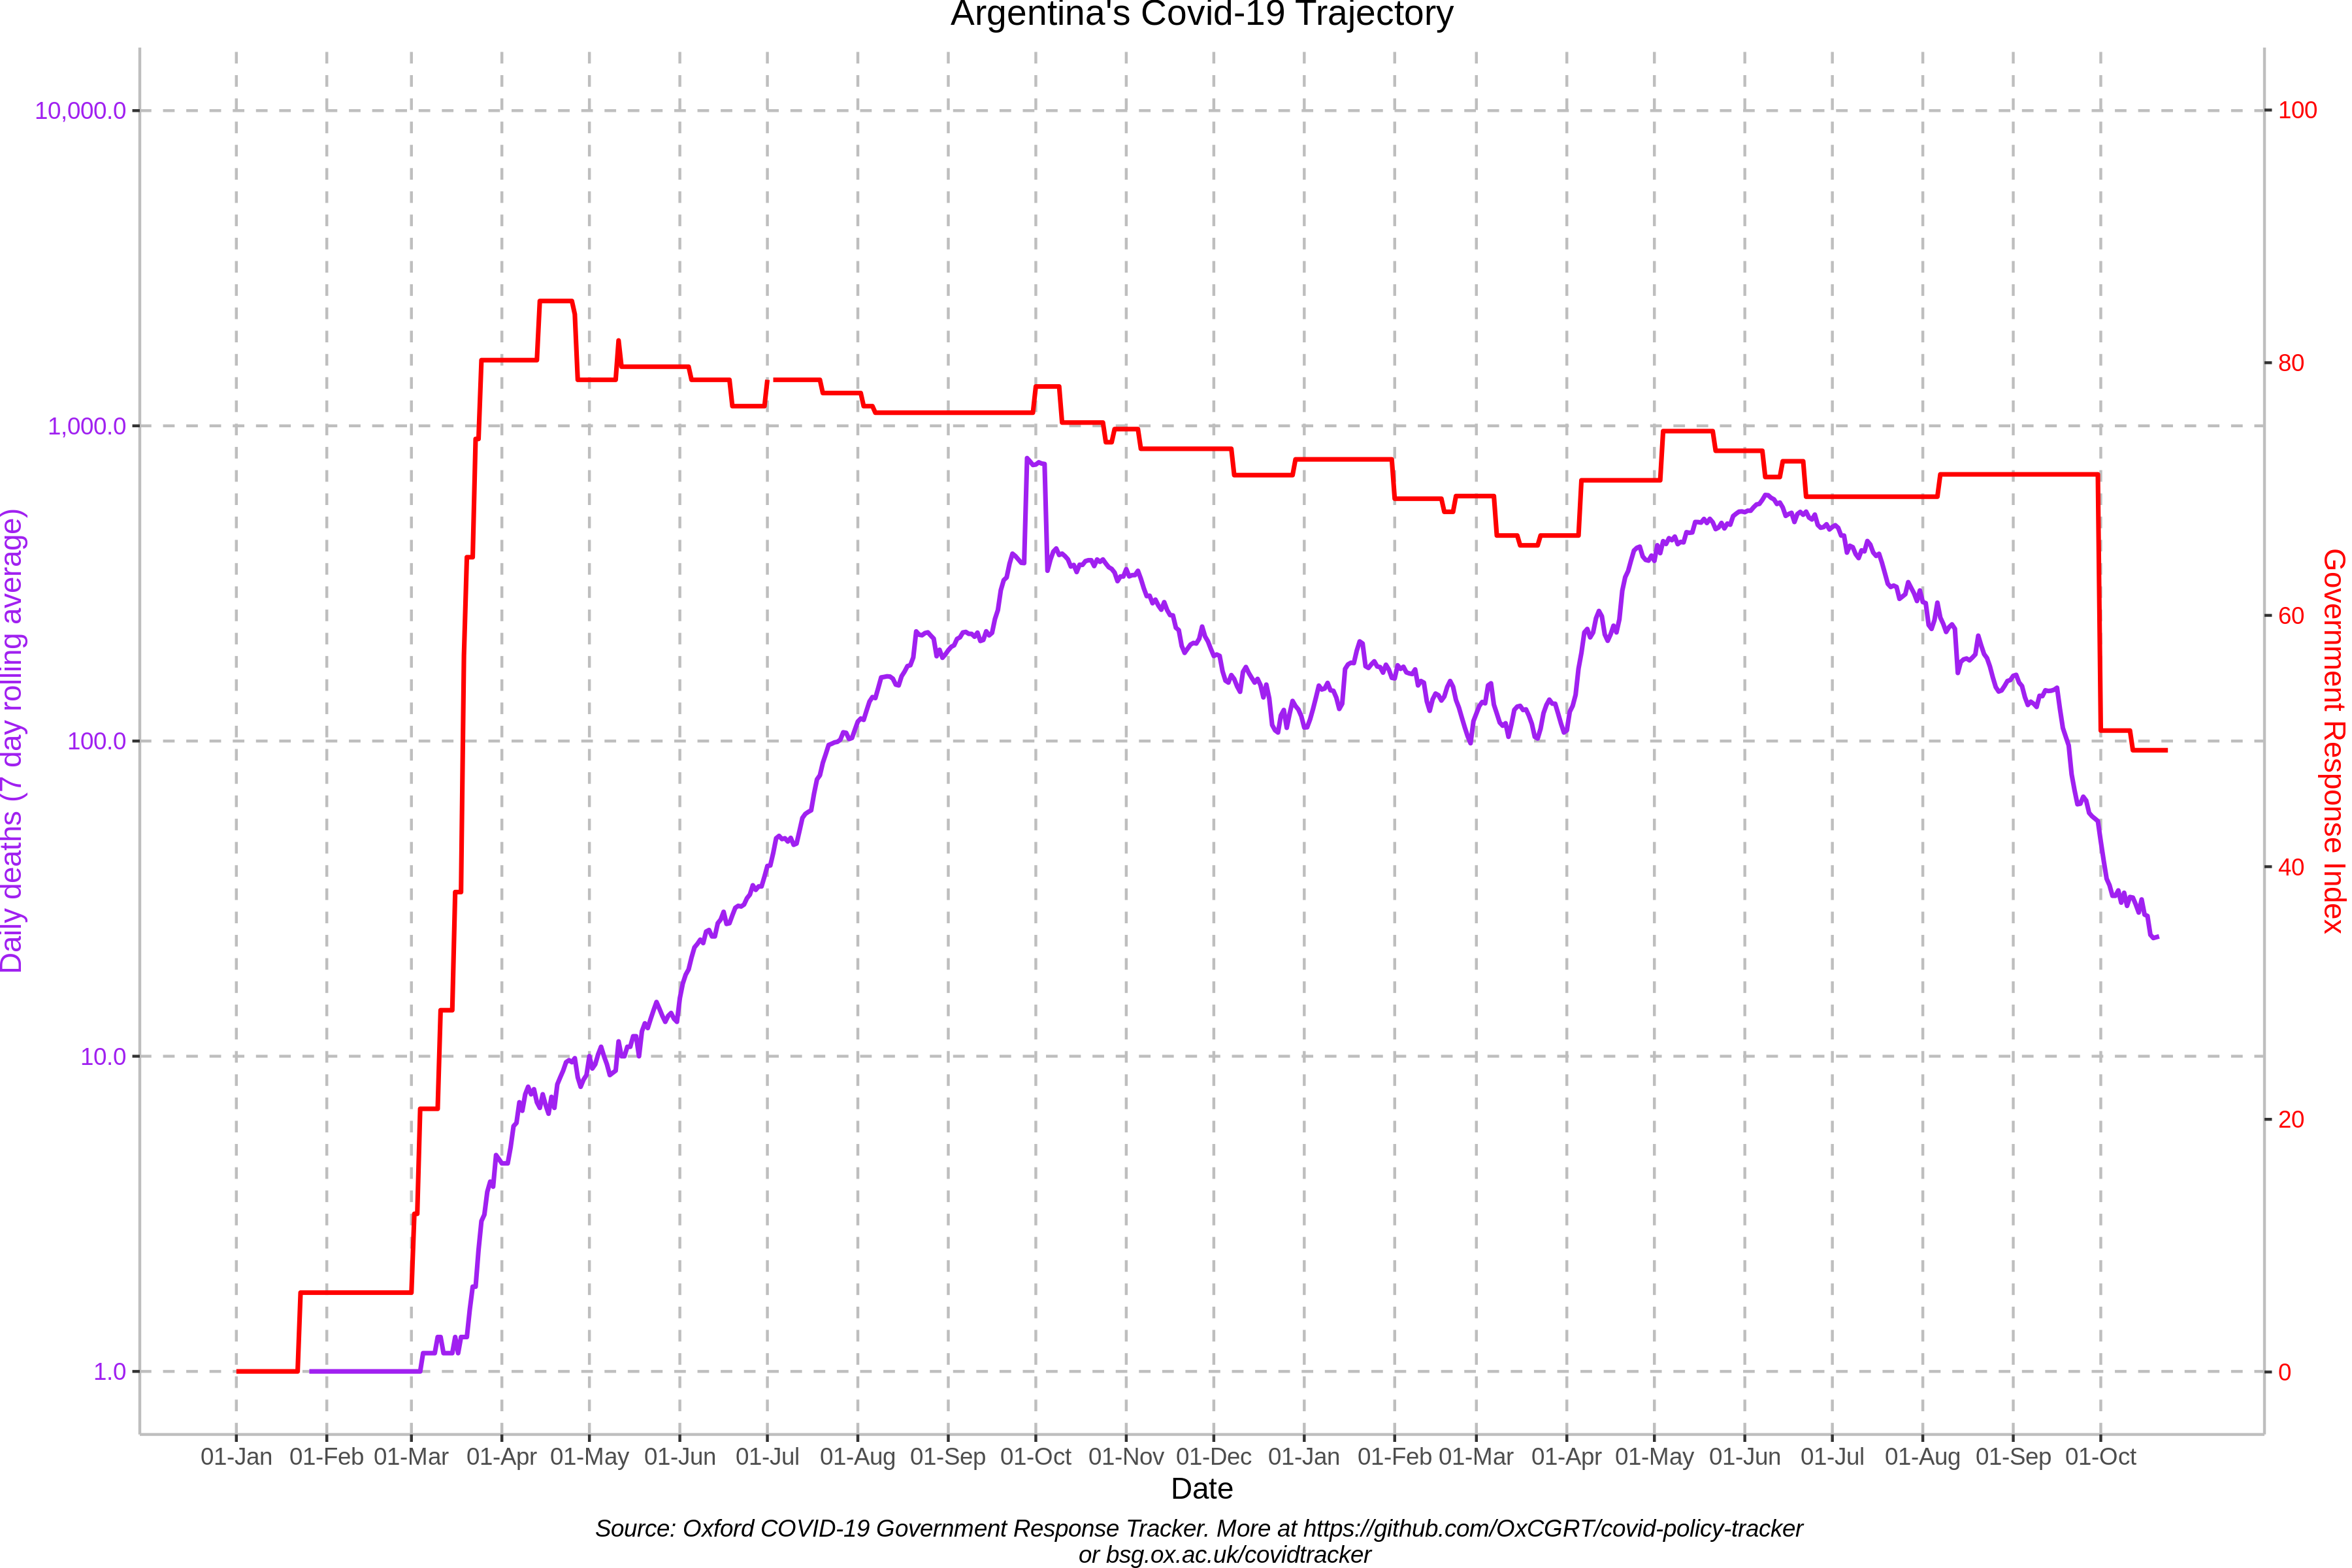 Argentina's Covid-19 Trajectory
10,000.0
1,000.0
100.0
10.0
1.0
Daily deaths (7 day rolling average)
100
80
60
40
20
0
Government Response Index
01-Jan 01-Feb 01-Mar 01-Apr 01-May 01-Jun 01-Jul 01-Aug 01-Sep 01-Oct 01-Nov 01-Dec 01-Jan 01-Feb 01-Mar 01-Apr 01-May 01-Jun 01-Jul 01-Aug 01-Sep 01-Oct
Date
Source: Oxford COVID-19 Government Response Tracker. More at https://github.com/OxCGRT/covid-policy-tracker
or bsg.ox.ac.uk/covidtracker